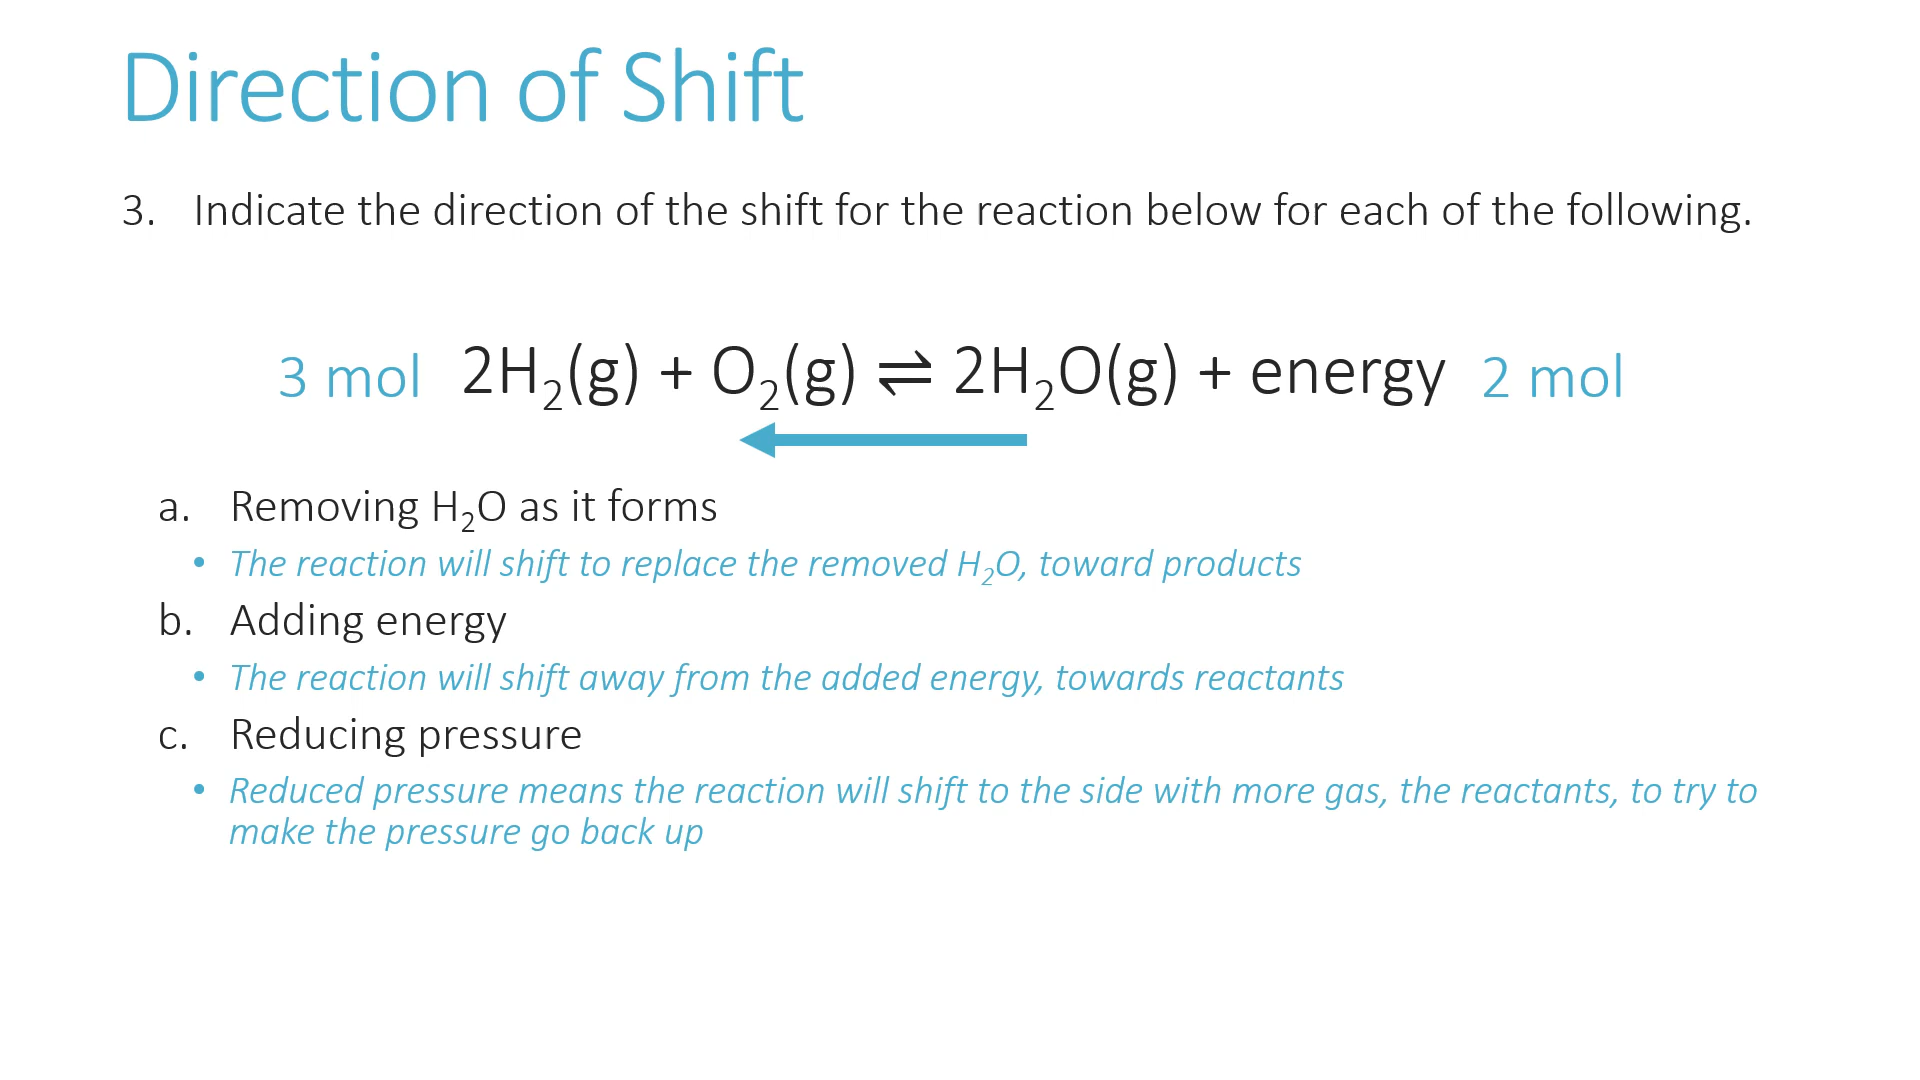 Direction of Shift
3. Indicate the direction of the shift for the reaction below for each of the following.
3 mol 2H₂(g) + O₂(g) ⇌ 2H₂O(g) + energy 2 mol
a. Removing H₂O as it forms
• The reaction will shift to replace the removed H₂O, toward products
b. Adding energy
• The reaction will shift away from the added energy, towards reactants
c. Reducing pressure
• Reduced pressure means the reaction will shift to the side with more gas, the reactants, to try to
make the pressure go back up